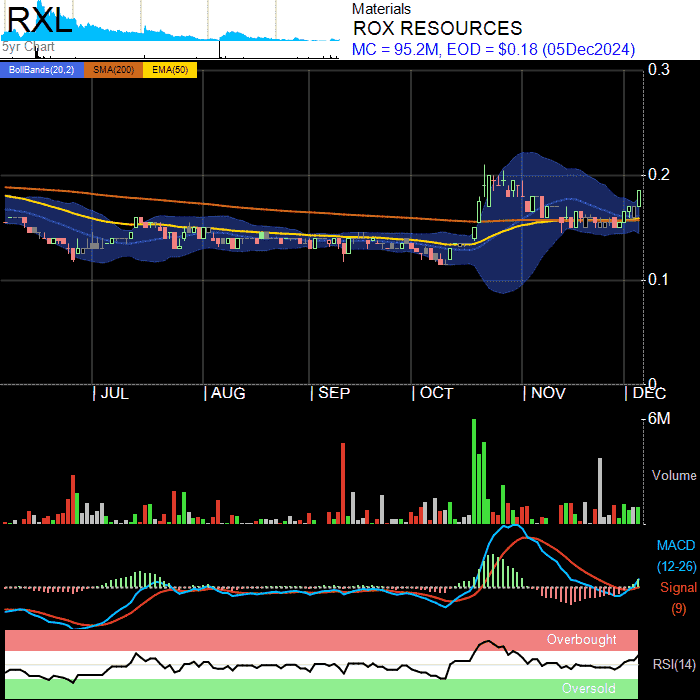 RXL
5yr Chart
Materials
ROX RESOURCES
MC = 95.2M, EOD = $0.18 (05Dec2024)
BollBands(20,2) SMA(200) EMA(50)
0.3
0.2
0.1
0
| JUL | AUG | SEP | OCT | NOV | DEC
6M
Volume
MACD
(12-26)
Signal
(9)
Overbought
RSI(14)
Oversold